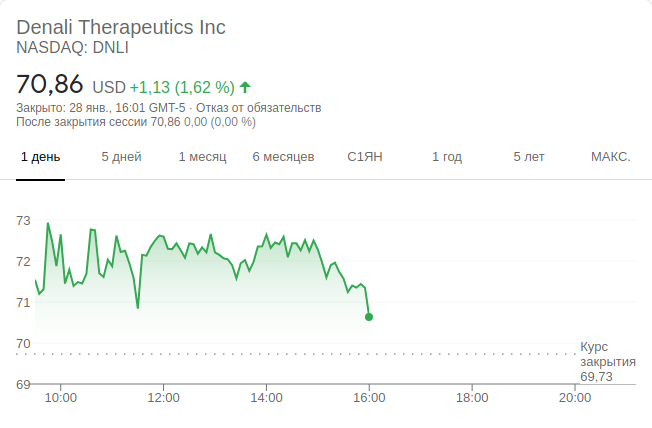 Denali Therapeutics Inc
NASDAQ: DNLI
70,86 USD +1,13 (1,62 %)
Закрыто: 28 янв., 16:01 GMT-5 · Отказ от обязательств
После закрытия сессии 70,86 0,00 (0,00 %)
1 день 5 дней 1 месяц 6 месяцев С1ЯН 1 год 5 лет МАКС.
73
72
71
70
Курс
закрытия
69,73
69
10:00 12:00 14:00 16:00 18:00 20:00